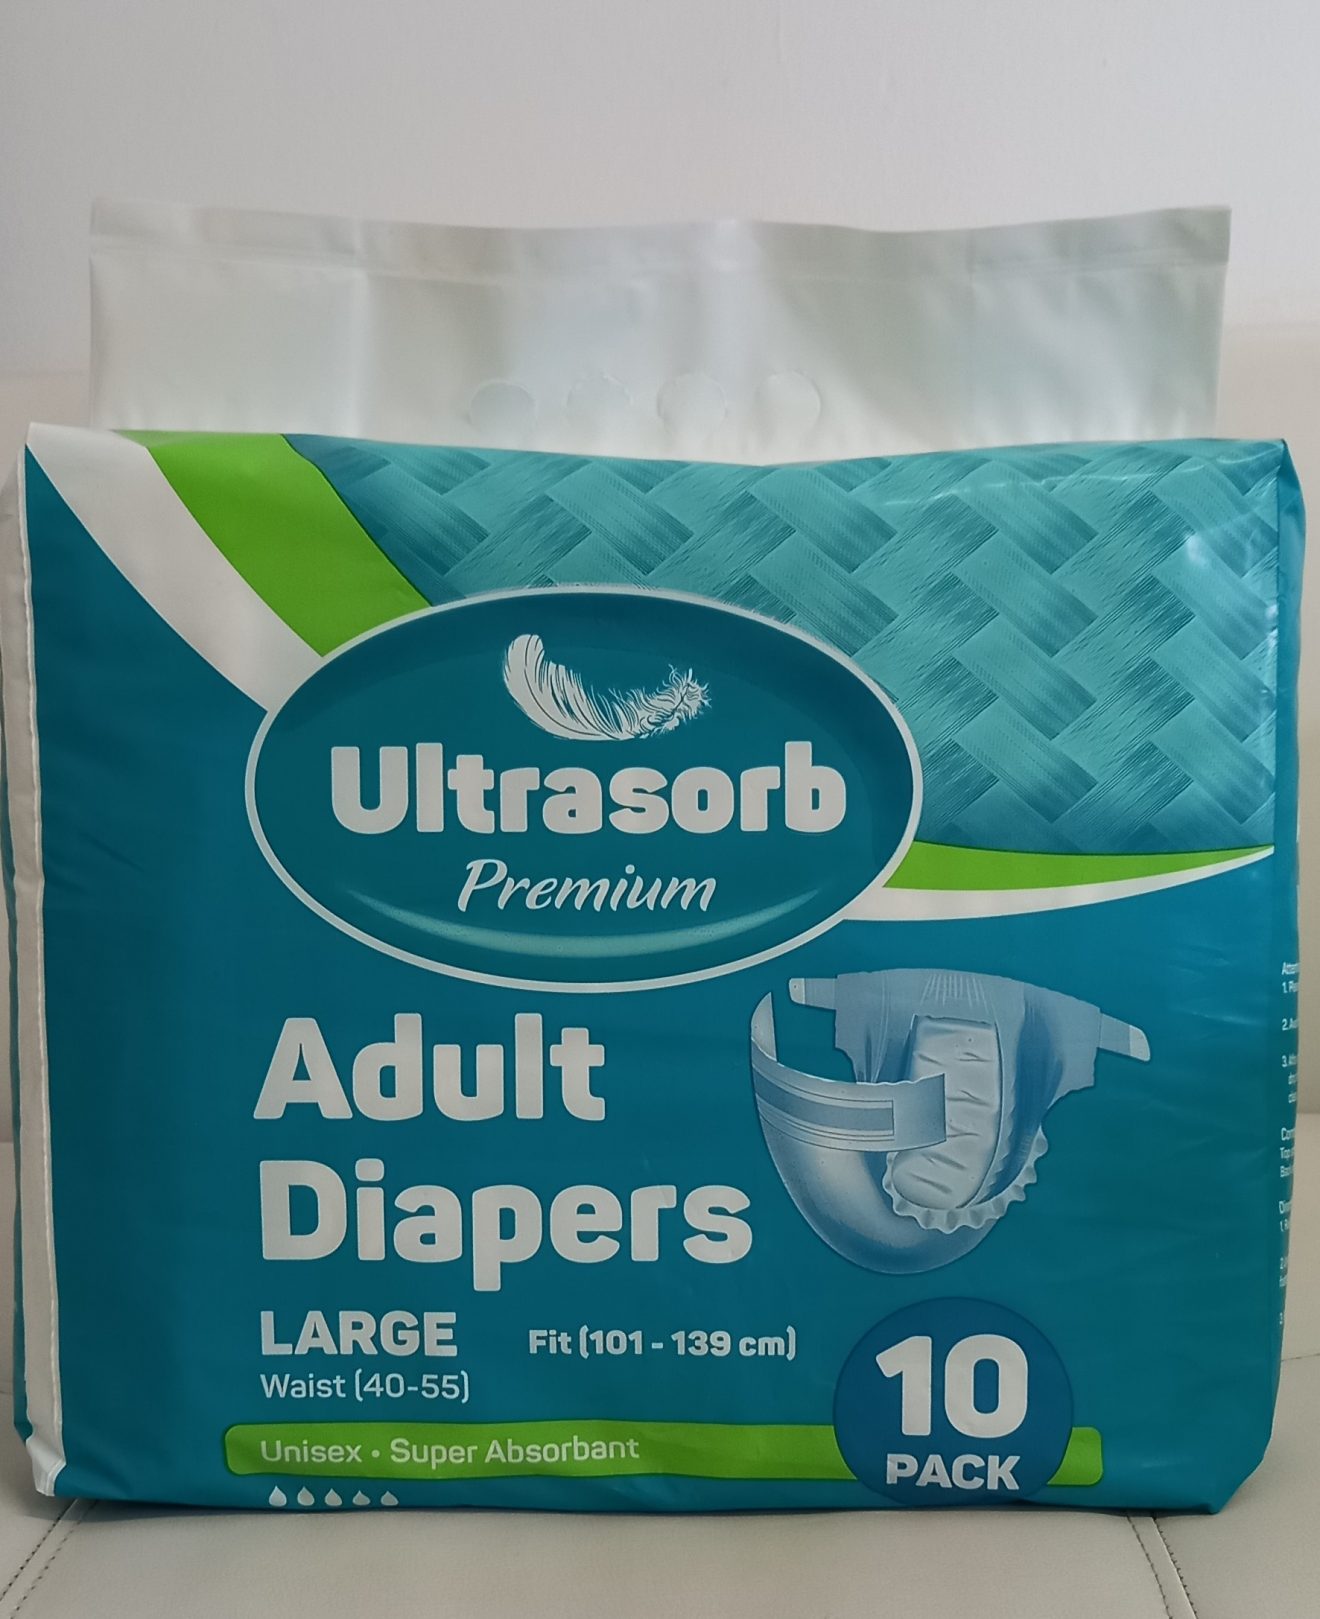 Ultrasorb
Premium
Adult
Diapers
LARGE
Fit (101 - 139 cm)
Waist (40-55)
Unisex • Super Absorbant
10
PACK